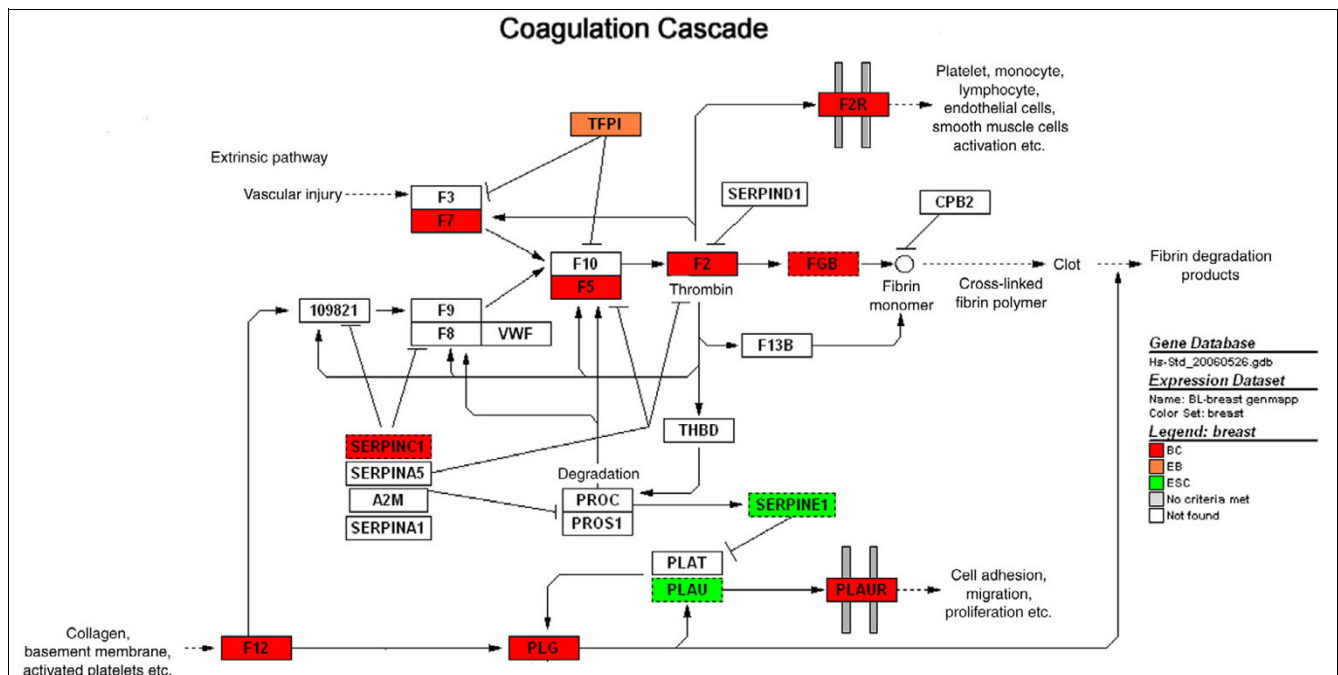 Coagulation Cascade
Platelet, monocyte,
lymphocyte,
endothelial cells,
smooth muscle cells
activation etc.
F2R
TFPI
Extrinsic pathway
Vascular injury
F3
F7
SERPIND1
CPB2
F10
F5
F2
Thrombin
FGB
Fibrin
monomer
Cross-linked
fibrin polymer
Clot
Fibrin degradation
products
109821
F9
F8
VWF
F13B
Gene Database
Hs-Std_20060526.gdb
Expression Dataset
Name: BL-breast genmapp
Color Set: breast
Legend: breast
BC
EB
ESC
No criteria met
Not found
THBD
SERPINC1
SERPINA5
A2M
SERPINA1
Degradation
PROC
PROS1
SERPINE1
PLAT
PLAU
PLAUR
Cell adhesion,
migration,
proliferation etc.
Collagen,
basement membrane,
activated platelets etc.
F12
PLG